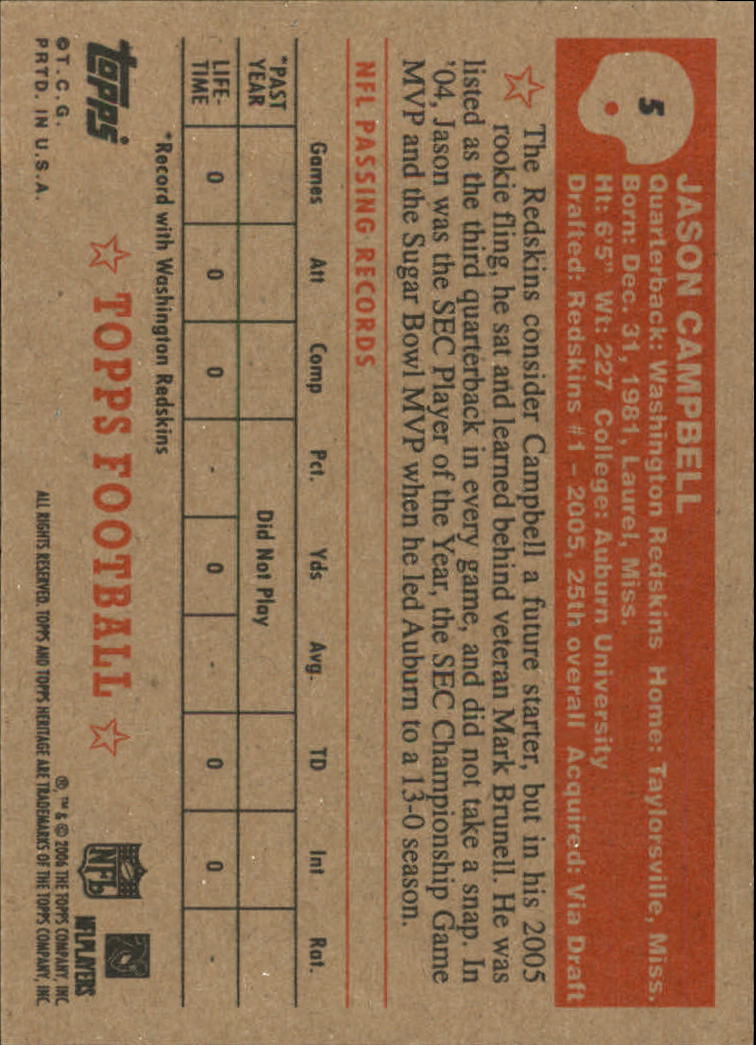 5
JASON CAMPBELL
Quarterback: Washington Redskins Home: Taylorsville, Miss.
Born: Dec. 31, 1981, Laurel, Miss.
Ht: 6'5" Wt: 227 College: Auburn University
Drafted: Redskins #1 – 2005, 25th overall Acquired: Via Draft
The Redskins consider Campbell a future starter, but in his 2005
rookie fling, he sat and learned behind veteran Mark Brunell. He was
listed as the third quarterback in every game, and did not take a snap. In
'04, Jason was the SEC Player of the Year, the SEC Championship Game
MVP and the Sugar Bowl MVP when he led Auburn to a 13-0 season.
NFL PASSING RECORDS
Games Att Comp Pct. Yds Avg. TD Int Rat.
*PAST
YEAR Did Not Play
LIFE-
TIME 0 0 0 - 0 - 0 0 -
*Record with Washington Redskins
topps
TOPPS FOOTBALL
NFL
NFLPLAYERS
©T.C.G.
PRTD. IN U.S.A.
®, ™ & © 2006 THE TOPPS COMPANY, INC.
ALL RIGHTS RESERVED. TOPPS AND TOPPS HERITAGE ARE TRADEMARKS OF THE TOPPS COMPANY, INC